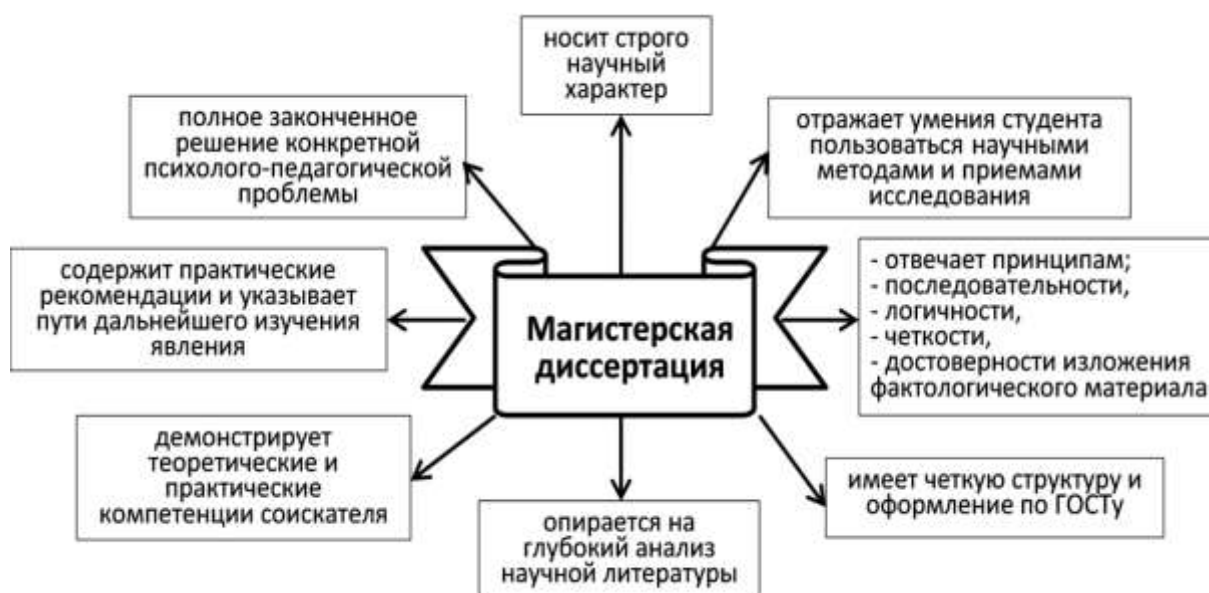 носит строго
научный
характер
полное законченное
решение конкретной
психолого-педагогической
проблемы
отражает умения студента
пользоваться научными
методами и приемами
исследования
содержит практические
рекомендации и указывает
пути дальнейшего изучения
явления
Магистерская
диссертация
- отвечает принципам;
- последовательности,
- логичности,
- четкости,
- достоверности изложения
фактологического материала
демонстрирует
теоретические и
практические
компетенции соискателя
опирается на
глубокий анализ
научной литературы
имеет четкую структуру и
оформление по ГОСТу